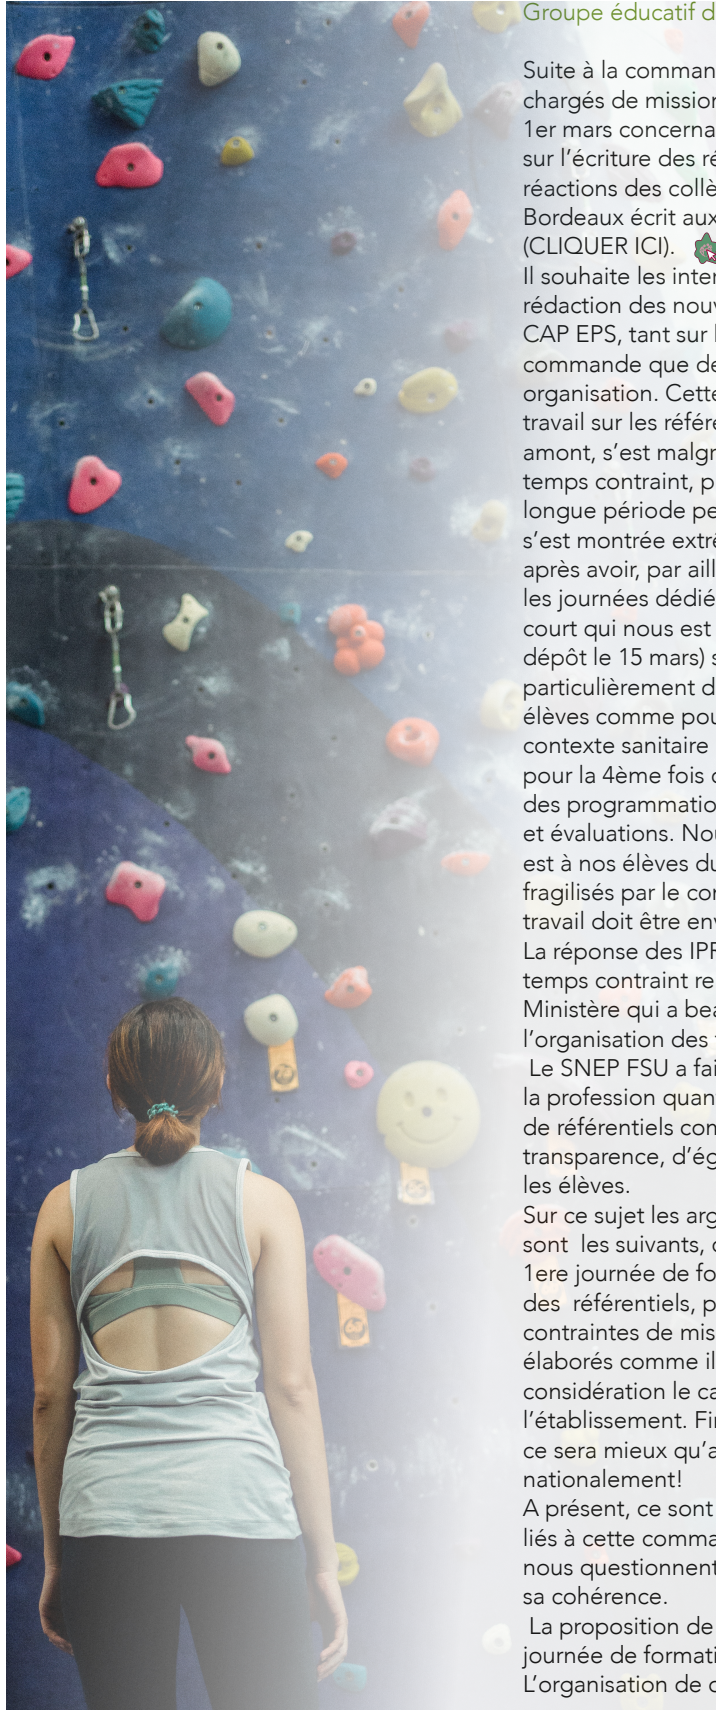 Groupe éducatif d
Suite à la comman
chargés de mission
1er mars concerna
sur l'écriture des ré
réactions des collè
Bordeaux écrit aux
(CLIQUER ICI).
Il souhaite les inter
rédaction des nouv
CAP EPS, tant sur l
commande que de
organisation. Cette
travail sur les référe
amont, s'est malgr
temps contraint, p
longue période pe
s'est montrée extrê
après avoir, par aill
les journées dédié
court qui nous est
dépôt le 15 mars) s
particulièrement d
élèves comme pou
contexte sanitaire
pour la 4ème fois d
des programmatio
et évaluations. Nou
est à nos élèves du
fragilisés par le con
travail doit être env
La réponse des IPR
temps contraint re
Ministère qui a bea
l'organisation des
Le SNEP FSU a fai
la profession quan
de référentiels con
transparence, d'ég
les élèves.
Sur ce sujet les arg
sont les suivants, d
1ere journée de fo
des référentiels, p
contraintes de mis
élaborés comme il
considération le ca
l'établissement. Fin
ce sera mieux qu'a
nationalement!
A présent, ce sont
liés à cette comma
nous questionnent
sa cohérence.
La proposition de
journée de formati
L'organisation de c